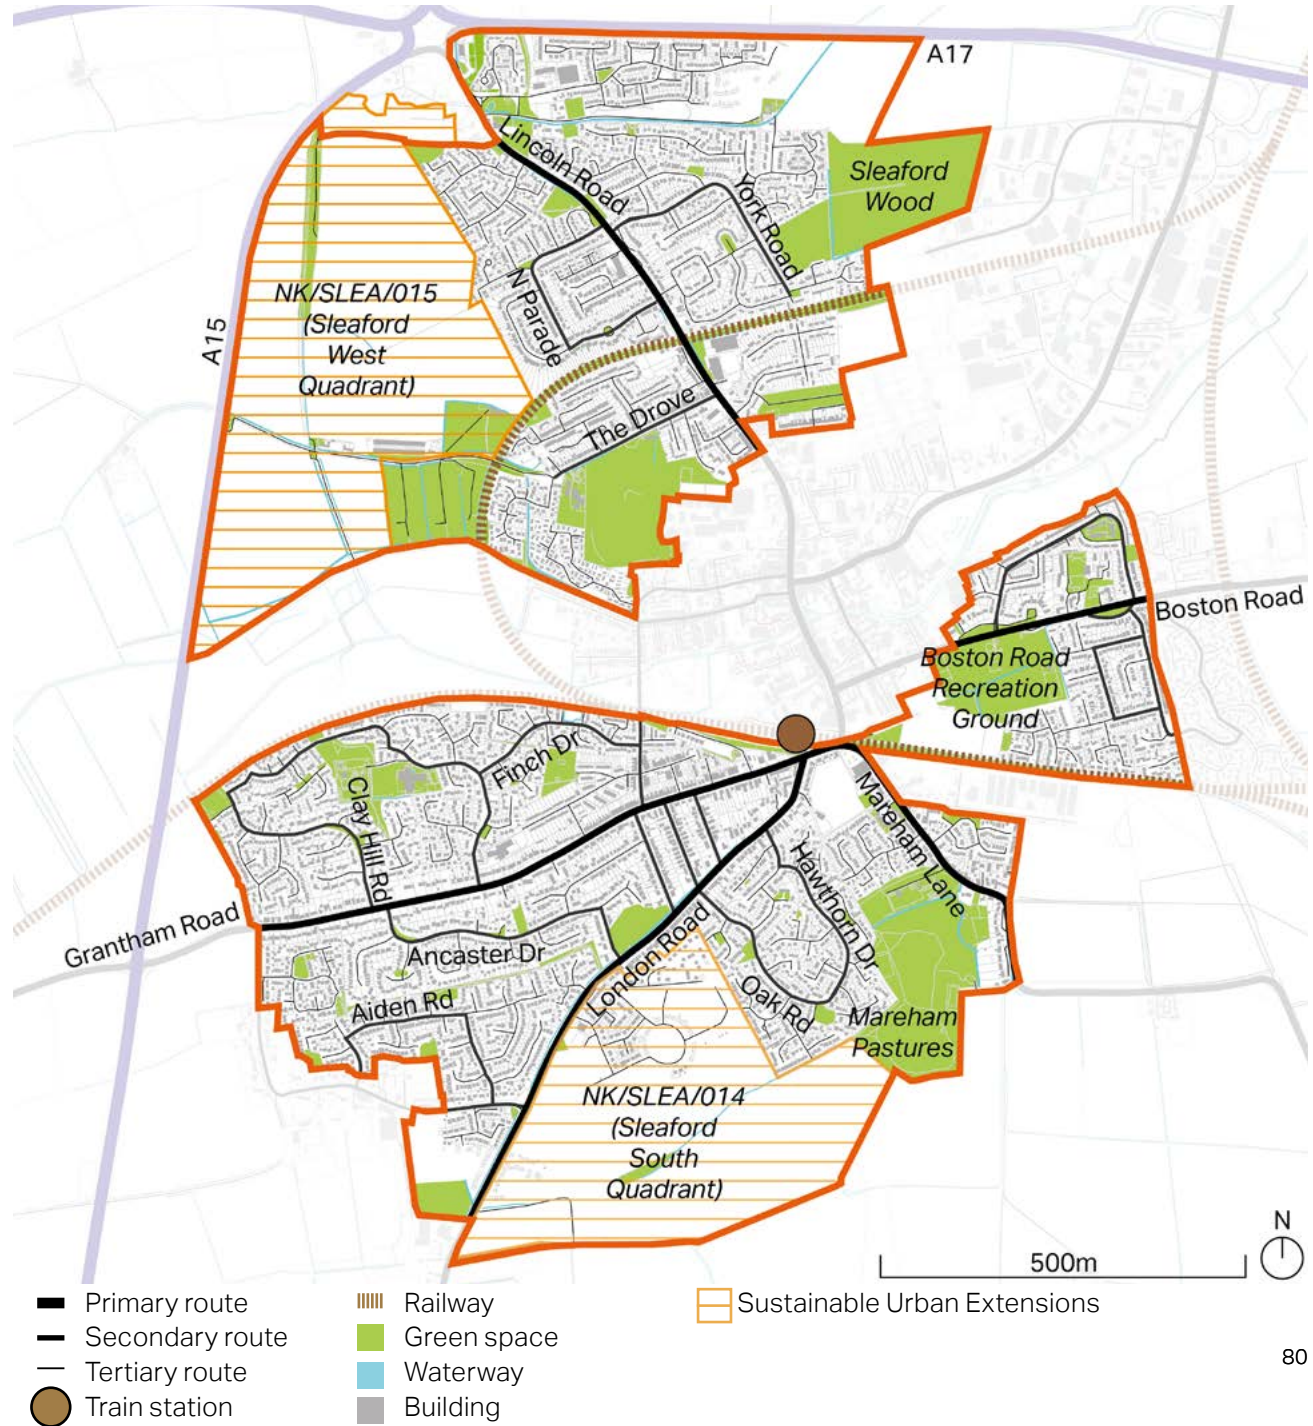 A17
Lincoln Road
Sleaford
Wood
York Road
N Parade
NK/SLEA/015
(Sleaford
West
Quadrant)
A15
The Drove
Boston Road
Boston Road
Recreation
Ground
Finch Dr
Clay Hill Rd
Mareham Lane
Hawthorn Dr
Grantham Road
Ancaster Dr
London Road
Aiden Rd
Oak Rd
Mareham
Pastures
NK/SLEA/014
(Sleaford
South
Quadrant)
N
500m
Primary route
Secondary route
Tertiary route
Train station
Railway
Green space
Waterway
Building
Sustainable Urban Extensions
80